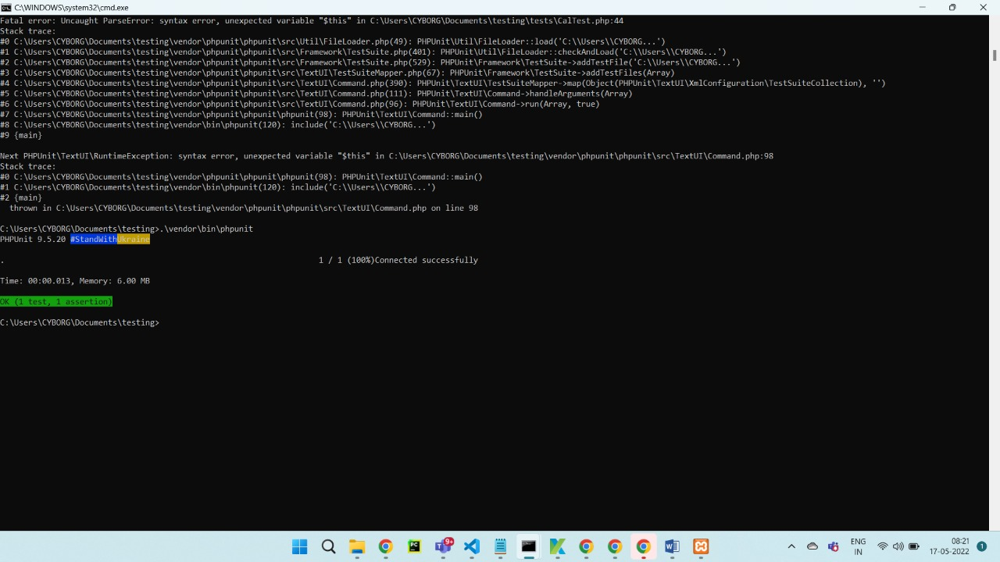 C:\WINDOWS\system32\cmd.exe
Fatal error: Uncaught ParseError: syntax error, unexpected variable "$this" in C:\Users\CYBORG\Documents\testing\tests\CalTest.php:44
Stack trace:
#0 C:\Users\CYBORG\Documents\testing\vendor\phpunit\phpunit\src\Util\FileLoader.php(49): PHPUnit\Util\FileLoader::load('C:\\Users\\CYBORG...')
#1 C:\Users\CYBORG\Documents\testing\vendor\phpunit\phpunit\src\Framework\TestSuite.php(401): PHPUnit\Util\FileLoader::checkAndLoad('C:\\Users\\CYBORG...')
#2 C:\Users\CYBORG\Documents\testing\vendor\phpunit\phpunit\src\Framework\TestSuite.php(529): PHPUnit\Framework\TestSuite->addTestFile('C:\\Users\\CYBORG...')
#3 C:\Users\CYBORG\Documents\testing\vendor\phpunit\phpunit\src\TextUI\TestSuiteMapper.php(67): PHPUnit\Framework\TestSuite->addTestFiles(Array)
#4 C:\Users\CYBORG\Documents\testing\vendor\phpunit\phpunit\src\TextUI\Command.php(390): PHPUnit\TextUI\TestSuiteMapper->map(Object(PHPUnit\TextUI\XmlConfiguration\TestSuiteCollection), '')
#5 C:\Users\CYBORG\Documents\testing\vendor\phpunit\phpunit\src\TextUI\Command.php(111): PHPUnit\TextUI\Command->handleArguments(Array)
#6 C:\Users\CYBORG\Documents\testing\vendor\phpunit\phpunit\src\TextUI\Command.php(96): PHPUnit\TextUI\Command->run(Array, true)
#7 C:\Users\CYBORG\Documents\testing\vendor\phpunit\phpunit\phpunit(98): PHPUnit\TextUI\Command::main()
#8 C:\Users\CYBORG\Documents\testing\vendor\bin\phpunit(120): include('C:\\Users\\CYBORG...')
#9 {main}
Next PHPUnit\TextUI\RuntimeException: syntax error, unexpected variable "$this" in C:\Users\CYBORG\Documents\testing\vendor\phpunit\phpunit\src\TextUI\Command.php:98
Stack trace:
#0 C:\Users\CYBORG\Documents\testing\vendor\phpunit\phpunit\phpunit(98): PHPUnit\TextUI\Command::main()
#1 C:\Users\CYBORG\Documents\testing\vendor\bin\phpunit(120): include('C:\\Users\\CYBORG...')
#2 {main}
thrown in C:\Users\CYBORG\Documents\testing\vendor\phpunit\phpunit\src\TextUI\Command.php on line 98
C:\Users\CYBORG\Documents\testing>.\vendor\bin\phpunit
PHPUnit 9.5.20 #StandWithUkraine
. 1 / 1 (100%)Connected successfully
Time: 00:00.013, Memory: 6.00 MB
OK (1 test, 1 assertion)
C:\Users\CYBORG\Documents\testing>
PC
T
9+
W
ENG
IN
08:21
17-05-2022
1